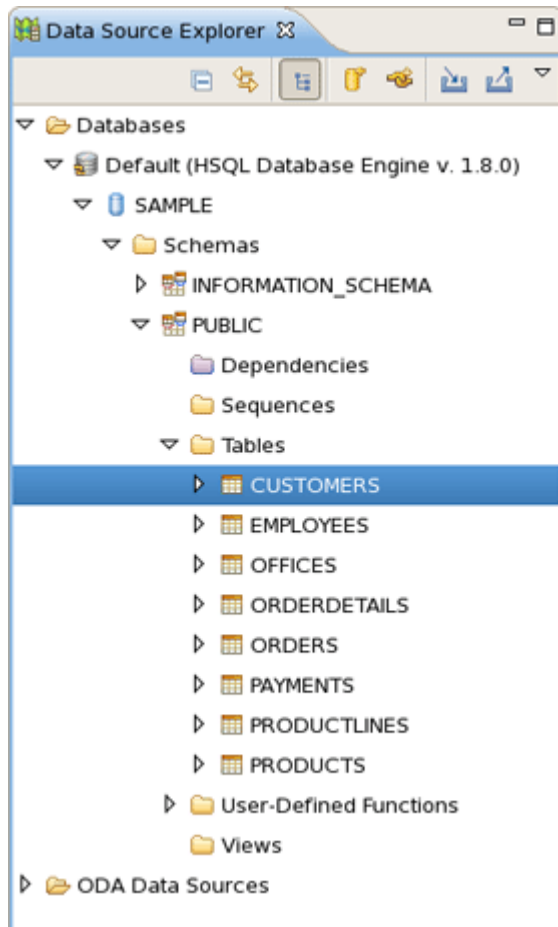 Data Source Explorer
Databases
Default (HSQL Database Engine v. 1.8.0)
SAMPLE
Schemas
INFORMATION_SCHEMA
PUBLIC
Dependencies
Sequences
Tables
CUSTOMERS
EMPLOYEES
OFFICES
ORDERDETAILS
ORDERS
PAYMENTS
PRODUCTLINES
PRODUCTS
User-Defined Functions
Views
ODA Data Sources